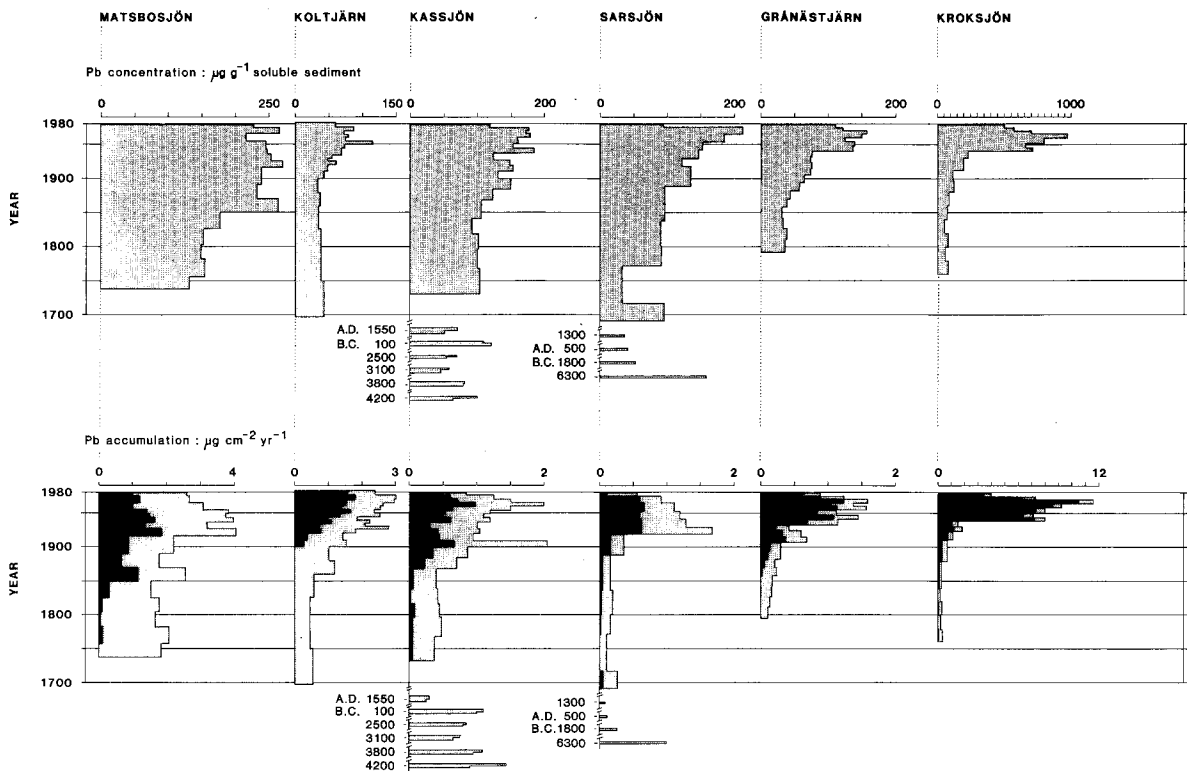 MATSBOSJÖN KOLTJÄRN KASSJÖN SARSJÖN GRÅNÄSTJÄRN KROKSJÖN
Pb concentration : µg g⁻¹ soluble sediment
0 250 0 150 0 200 0 200 0 200 0 1000
YEAR
1980
1900
1800
1700
A.D. 1550
B.C. 100
2500
3100
3800
4200
1300
A.D. 500
B.C. 1800
6300
Pb accumulation : µg cm⁻² yr⁻¹
0 4 0 3 0 2 0 2 0 2 0 12
YEAR
1980
1900
1800
1700
A.D. 1550
B.C. 100
2500
3100
3800
4200
1300
A.D. 500
B.C.1800
6300